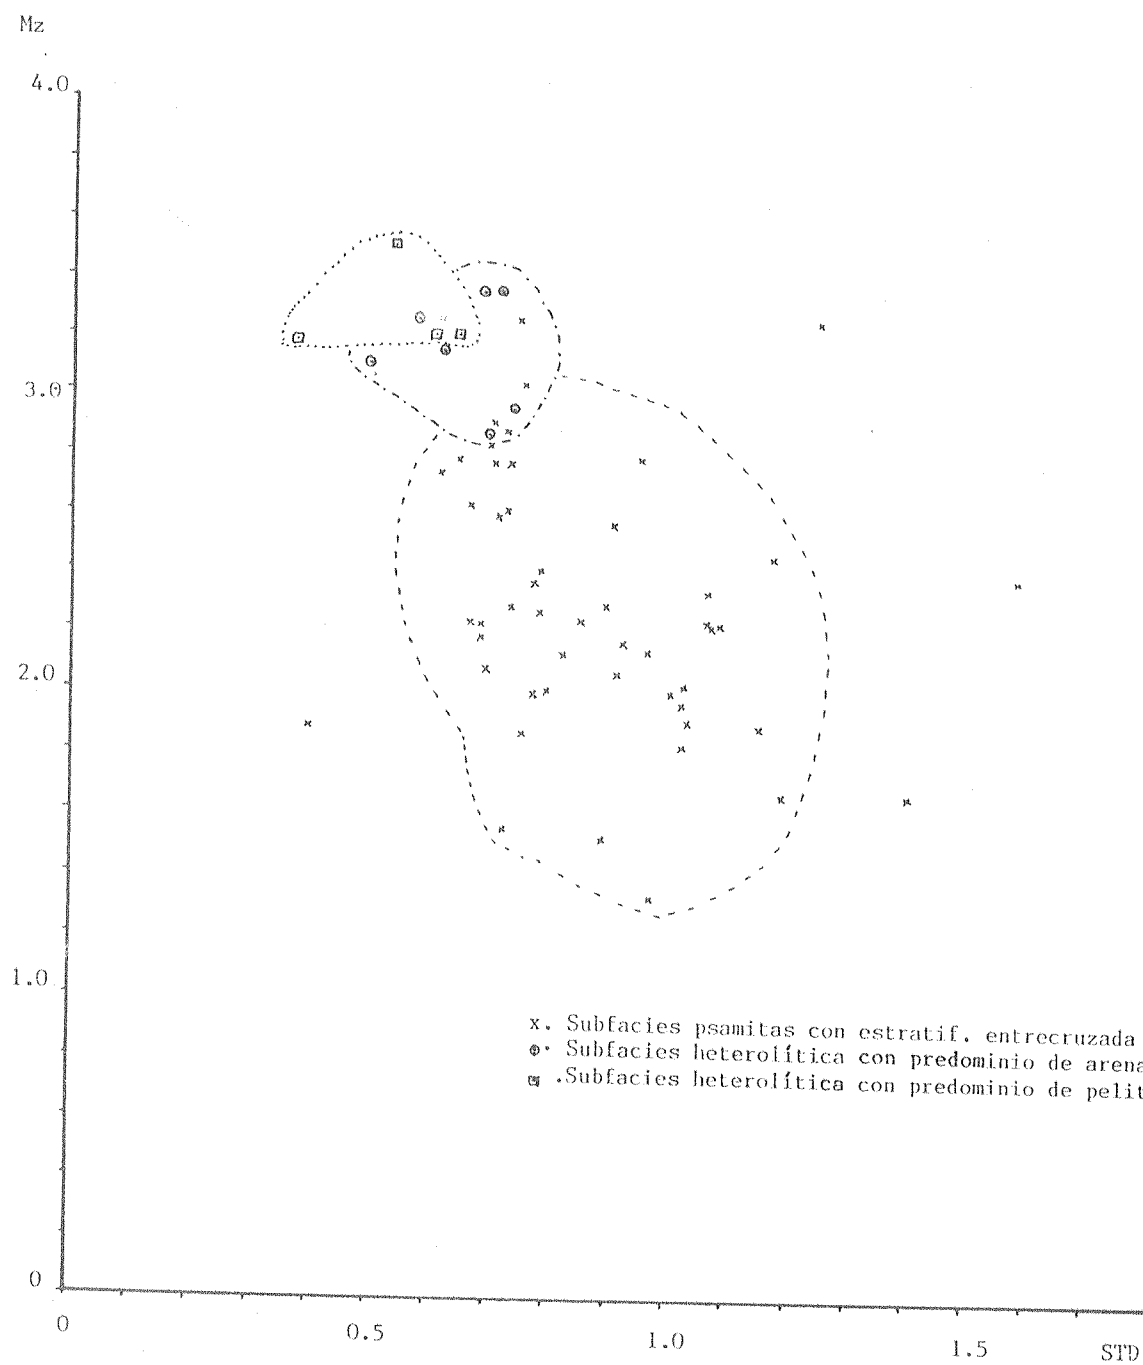 Mz
4.0
3.0
2.0
1.0
0
x. Subfacies psamitas con estratif. entrecruzada
⊙. Subfacies heterolítica con predominio de arena
▫ .Subfacies heterolítica con predominio de pelit
0
0.5
1.0
1.5
STD